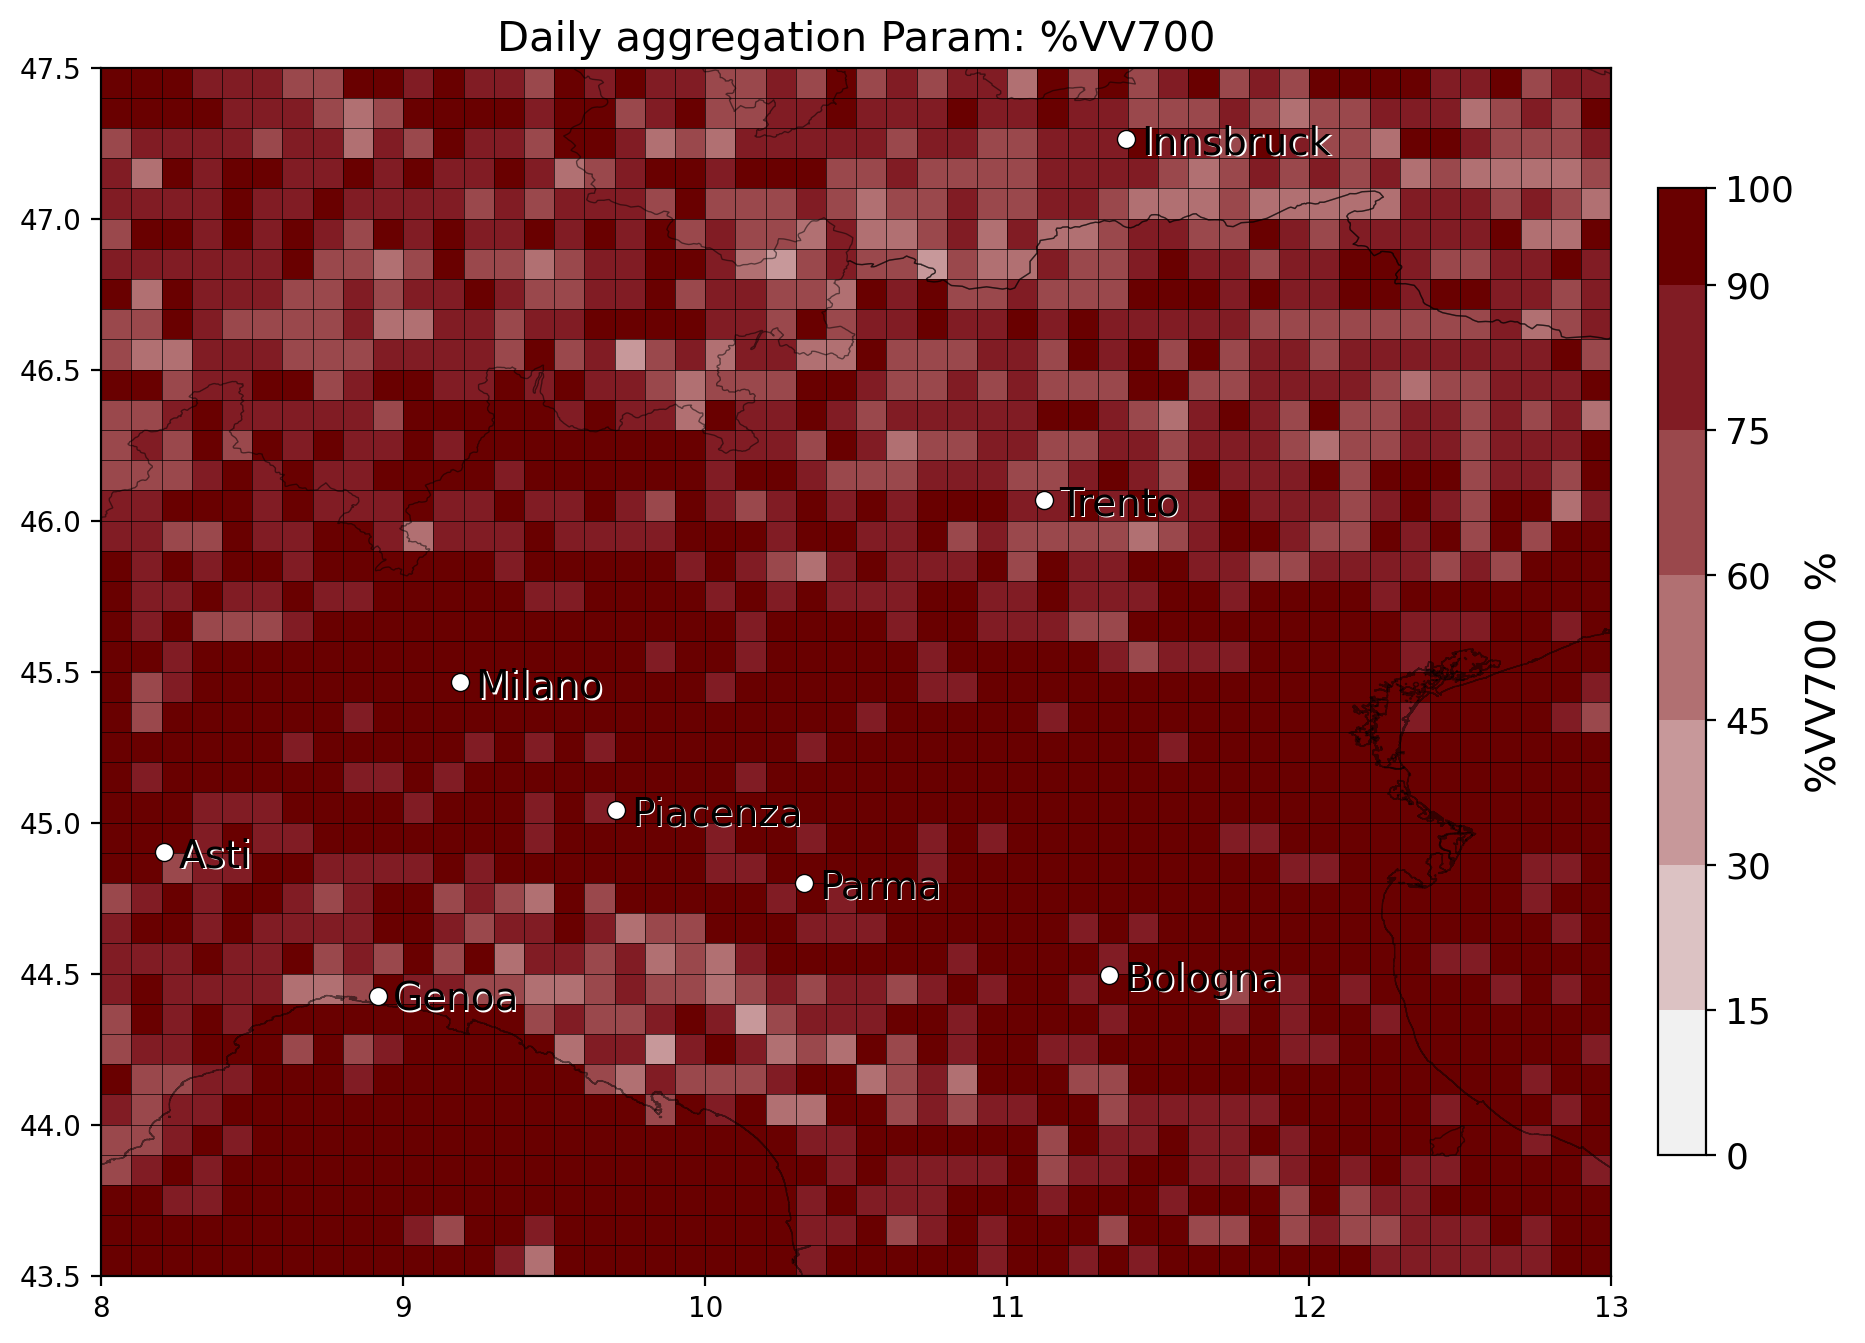 Daily aggregation Param: %VV700
47.5
47.0
46.5
46.0
45.5
45.0
44.5
44.0
43.5
8
9
10
11
12
13
Innsbruck
Trento
Milano
Piacenza
Asti
Parma
Bologna
Genoa
100
90
75
60
45
30
15
0
%VV700 %